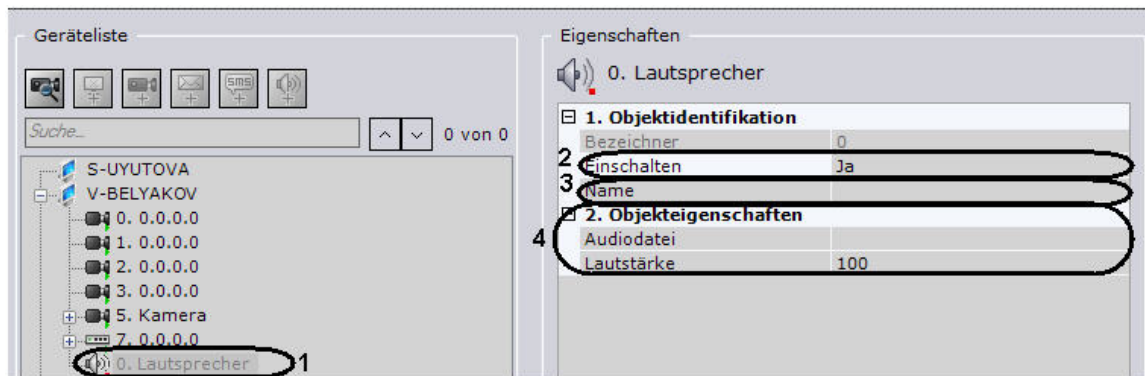 Geräteliste
sms
Suche...
0 von 0
S-UYUTOVA
V-BELYAKOV
0. 0.0.0.0
1. 0.0.0.0
2. 0.0.0.0
3. 0.0.0.0
5. Kamera
7. 0.0.0.0
0. Lautsprecher 1
Eigenschaften
0. Lautsprecher
1. Objektidentifikation
Bezeichner 0
2 Einschalten Ja
3 Name
2. Objekteigenschaften
4 Audiodatei
Lautstärke 100